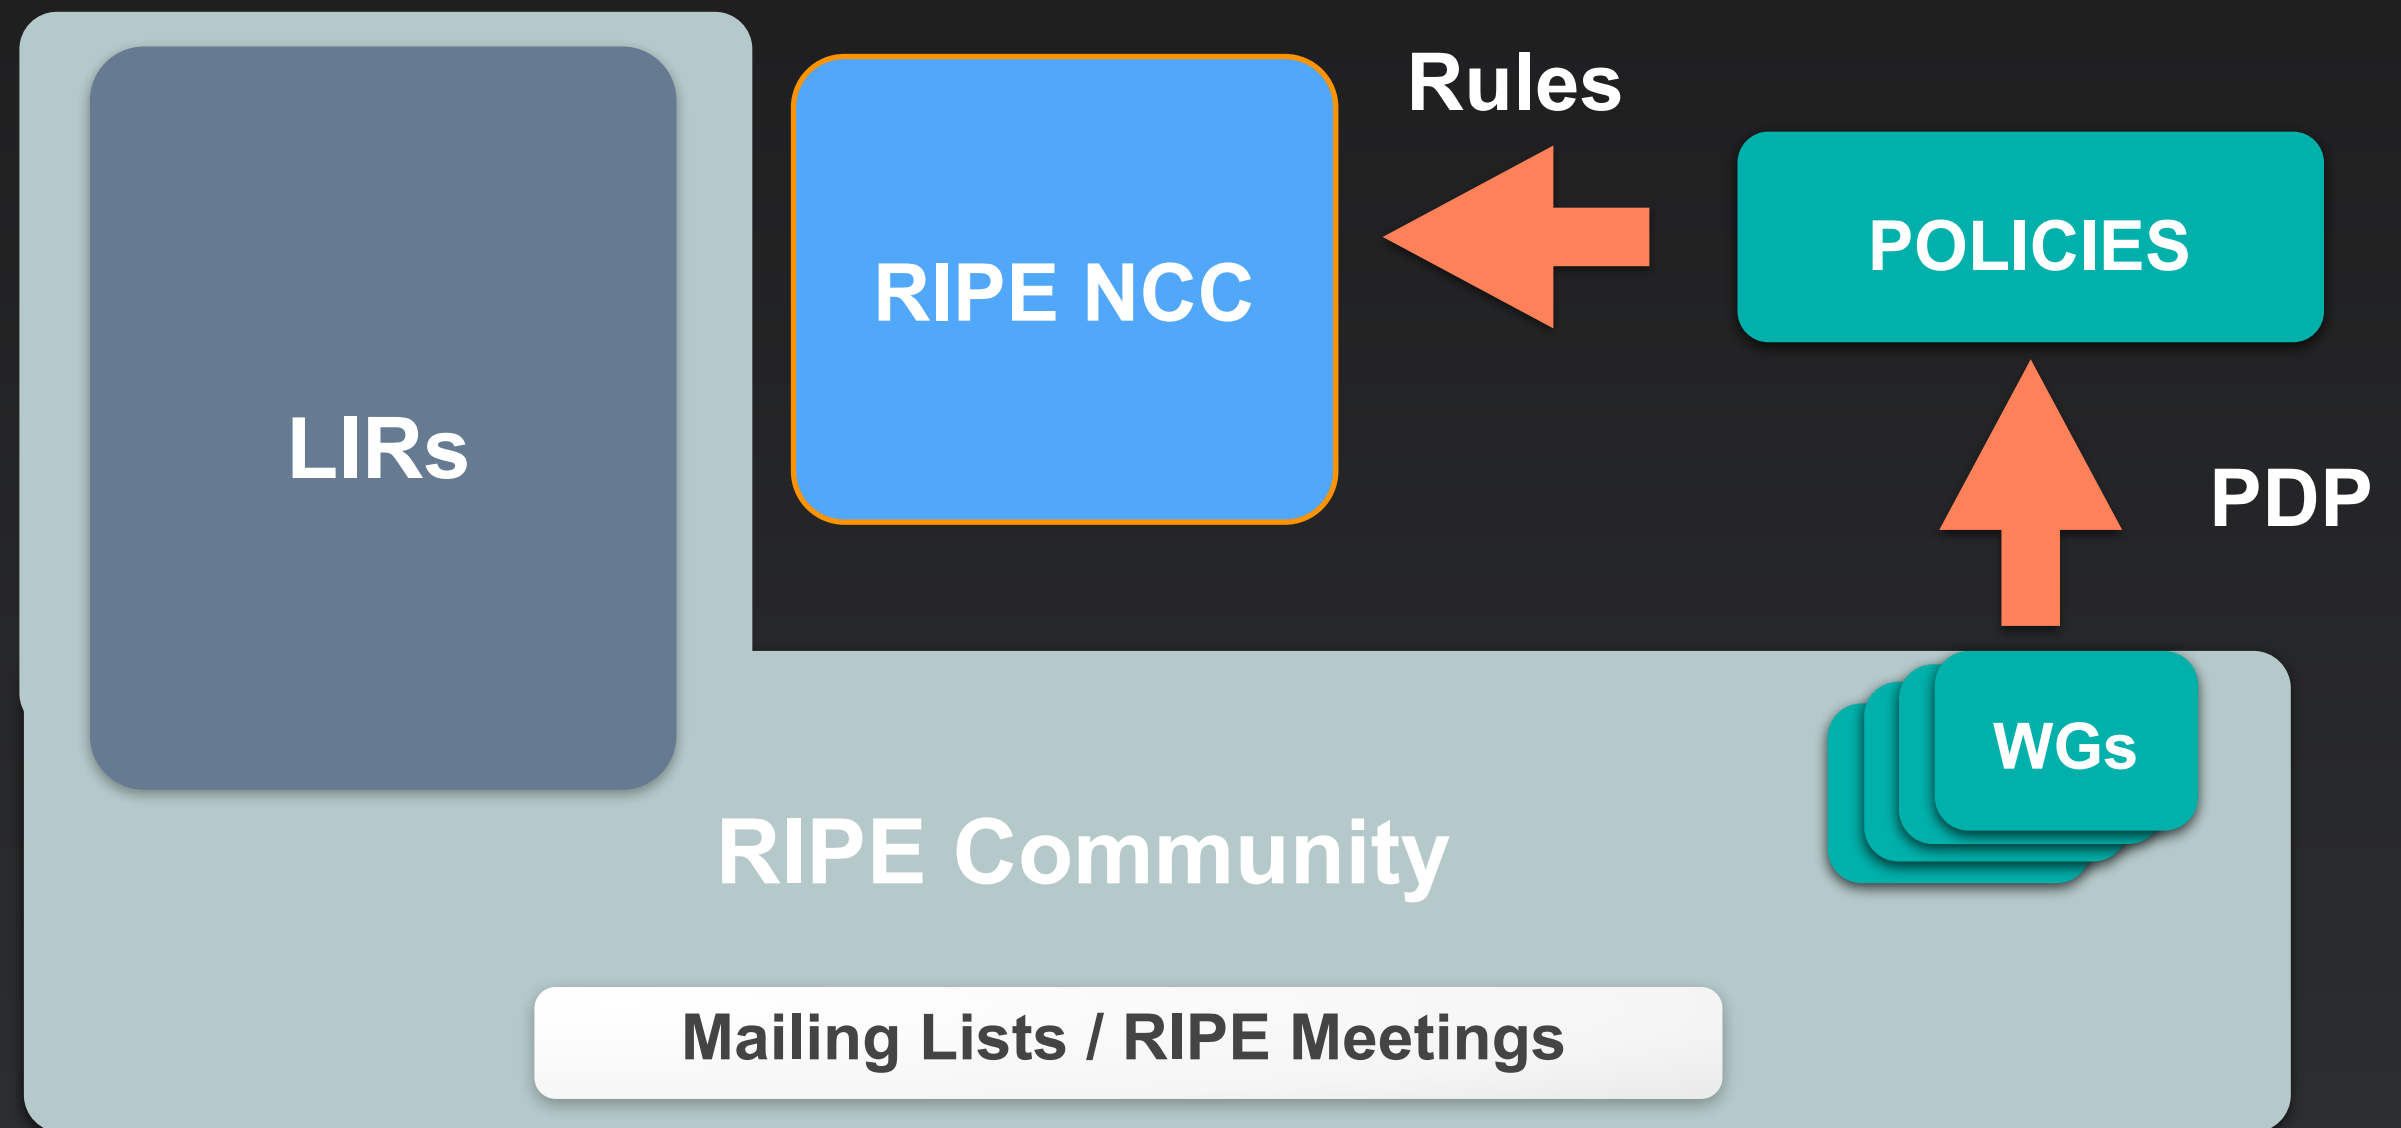 Rules
POLICIES
RIPE NCC
LIRs
PDP
WGs
RIPE Community
Mailing Lists / RIPE Meetings